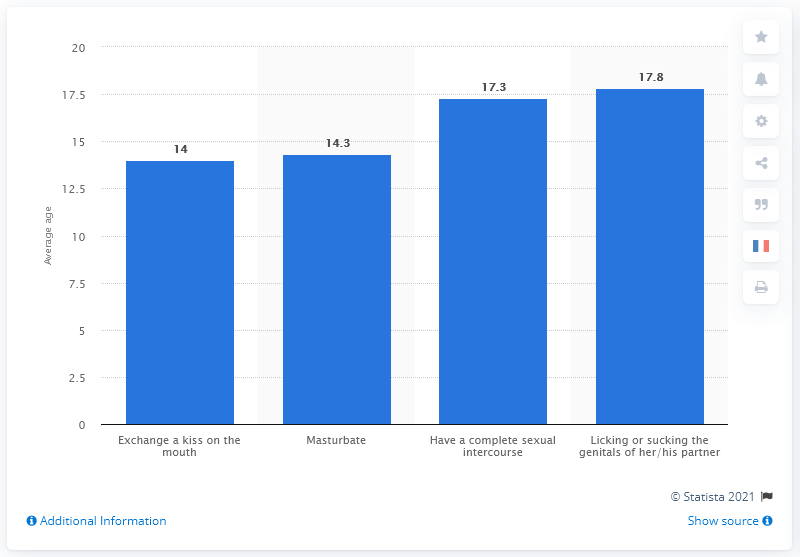 20
17.5
15
12.5
10
7.5
5
2.5
0
Average age
14
14.3
17.3
17.8
Exchange a kiss on the
mouth
Masturbate
Have a complete sexual
intercourse
Licking or sucking the
genitals of her/his partner
© Statista 2021
Additional Information
Show source